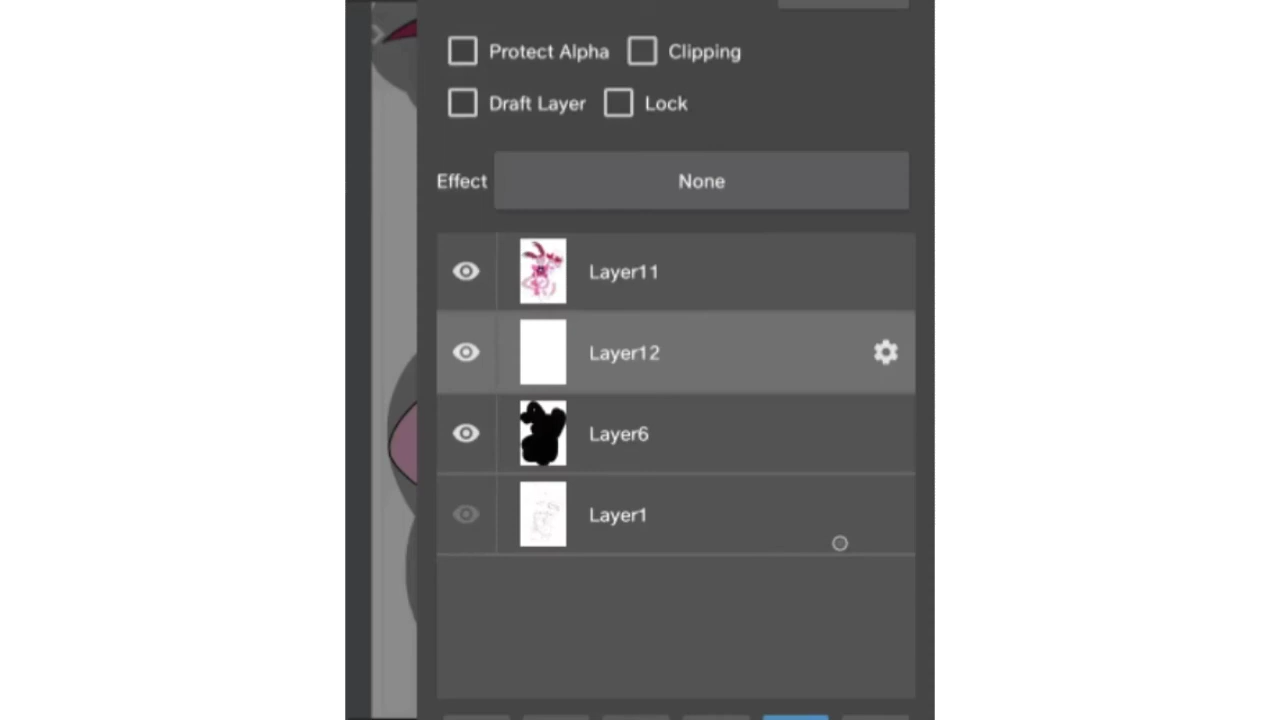 Protect Alpha Clipping
Draft Layer Lock
Effect None
Layer11
Layer12
Layer6
Layer1